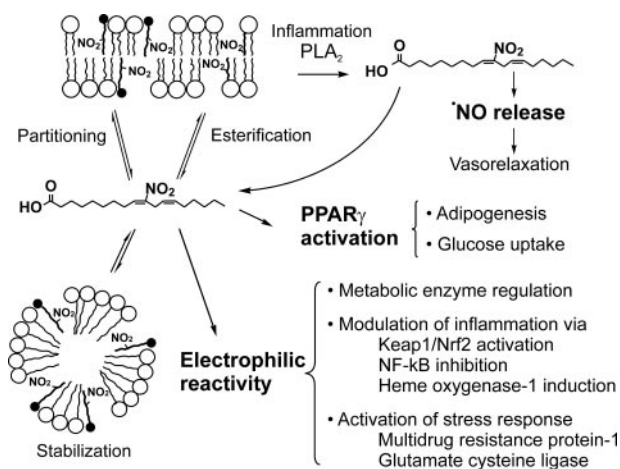 Inflammation
PLA₂
NO₂
NO₂
NO₂
NO₂
NO₂
O
HO
•NO release
Vasorelaxation
Partitioning
Esterification
O
HO
NO₂
PPARγ
activation
• Adipogenesis
• Glucose uptake
NO₂
NO₂
NO₂
NO₂
NO₂
Stabilization
Electrophilic
reactivity
• Metabolic enzyme regulation
• Modulation of inflammation via
Keap1/Nrf2 activation
NF-kB inhibition
Heme oxygenase-1 induction
• Activation of stress response
Multidrug resistance protein-1
Glutamate cysteine ligase